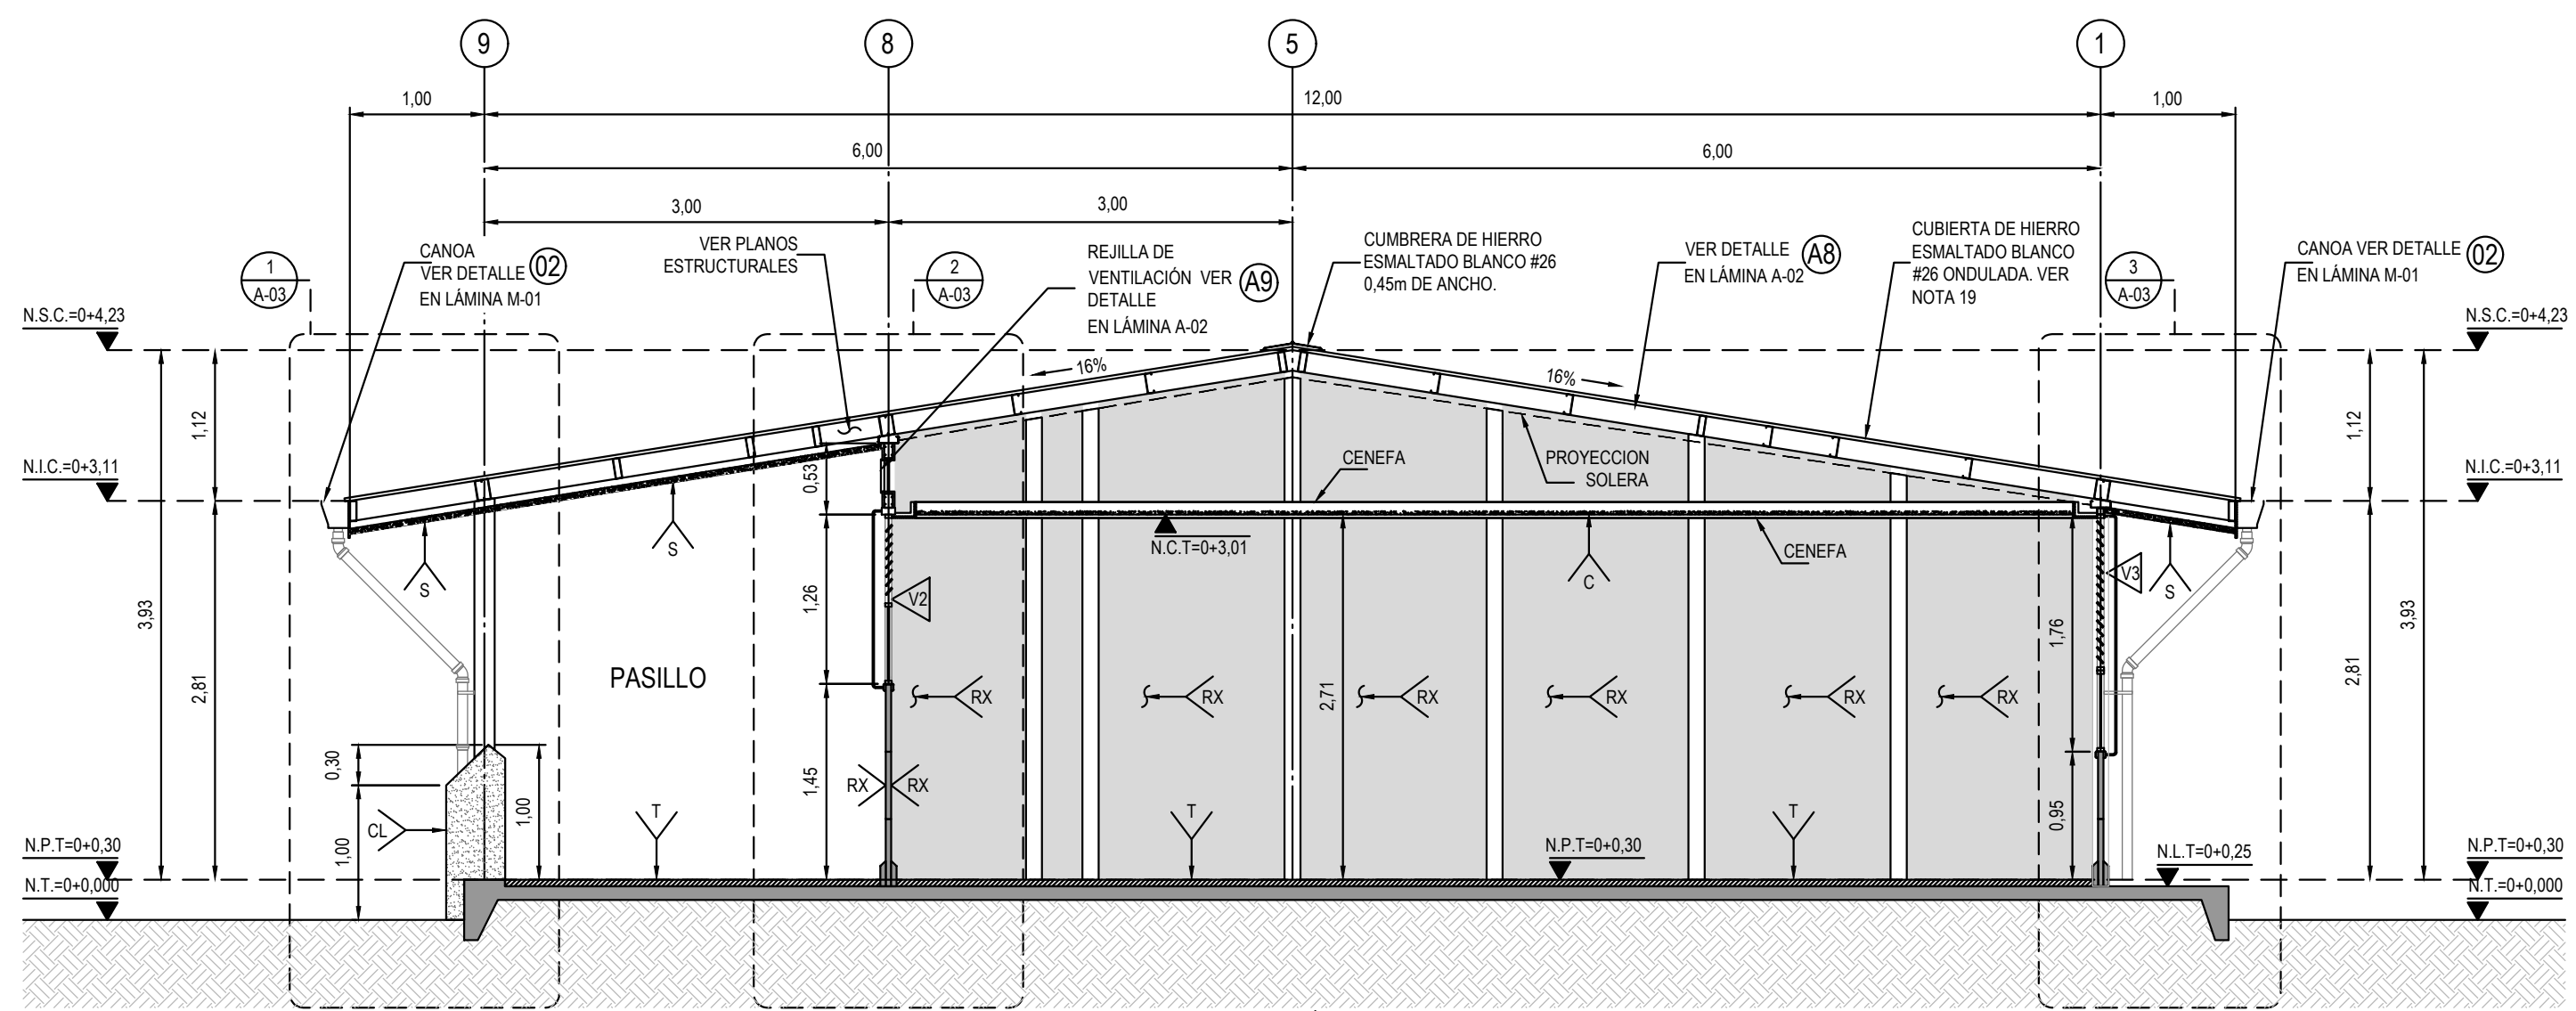 9
8
5
1
1,00
12,00
1,00
6,00
6,00
3,00
3,00
1
A-03
CANOA
VER DETALLE 02
EN LÁMINA M-01
VER PLANOS
ESTRUCTURALES
2
A-03
REJILLA DE
VENTILACIÓN VER A9
DETALLE
EN LÁMINA A-02
CUMBRERA DE HIERRO
ESMALTADO BLANCO #26
0,45m DE ANCHO.
VER DETALLE A8
EN LÁMINA A-02
CUBIERTA DE HIERRO
ESMALTADO BLANCO
#26 ONDULADA. VER
NOTA 19
3
A-03
CANOA VER DETALLE 02
EN LÁMINA M-01
N.S.C.=0+4,23
N.S.C.=0+4,23
16%
16%
1,12
1,12
N.I.C.=0+3,11
N.I.C.=0+3,11
0,53
CENEFA
PROYECCION
SOLERA
S
S
N.C.T=0+3,01
C
CENEFA
S
V2
V3
1,26
1,76
3,93
2,81
PASILLO
RX
RX
RX
RX
RX
RX
2,71
2,81
3,93
0,30
1,00
1,00
CL
1,45
RX
RX
T
T
T
0,95
N.P.T=0+0,30
N.T.=0+0,000
N.P.T=0+0,30
N.L.T=0+0,25
N.P.T=0+0,30
N.T.=0+0,000